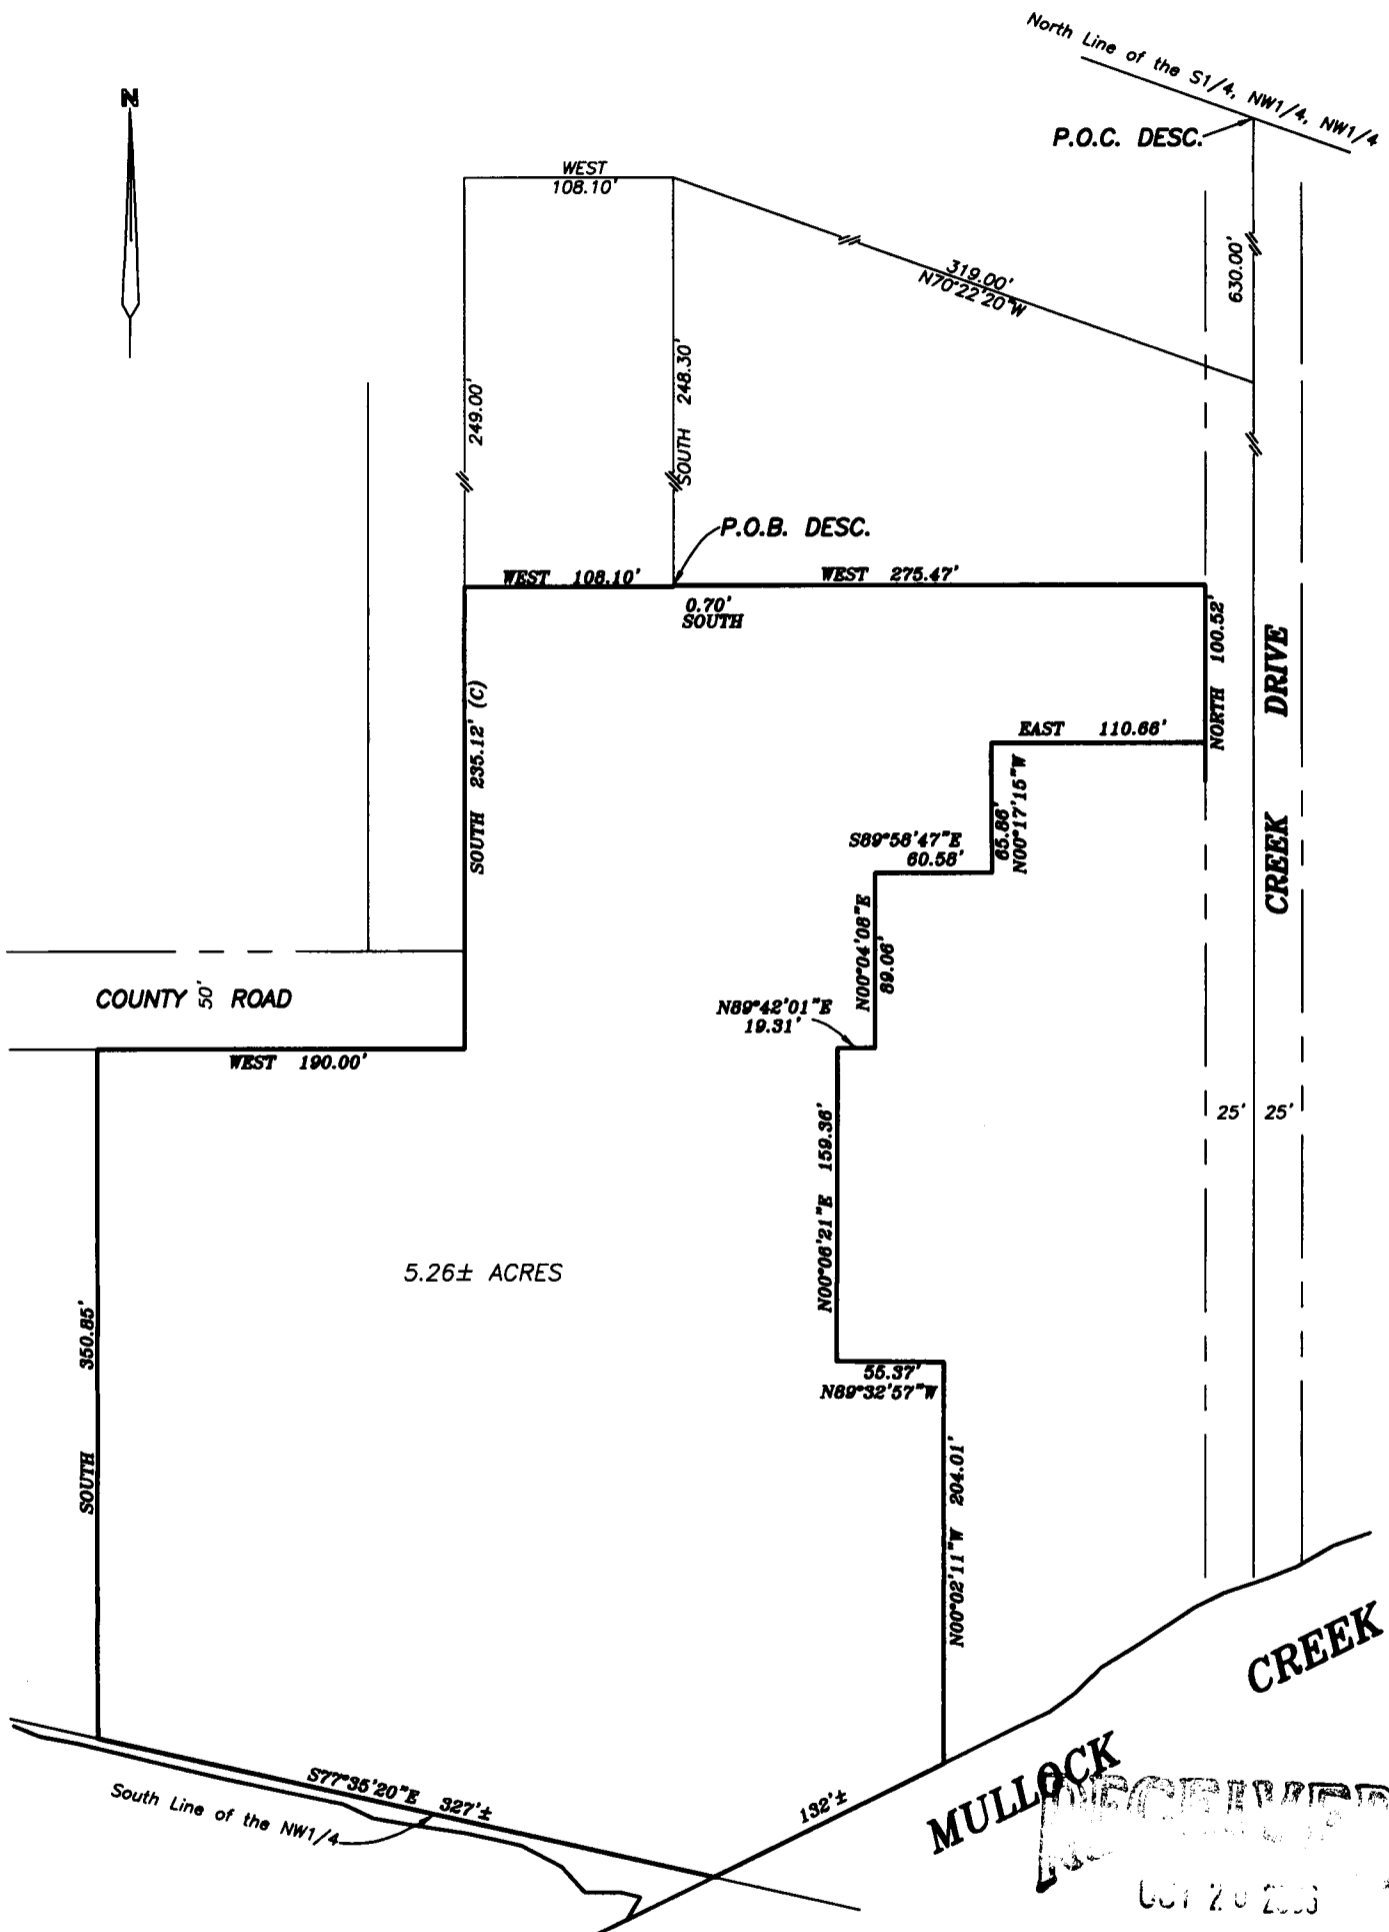 North Line of the S1/4, NW1/4, NW1/4
P.O.C. DESC.
N
WEST
108.10'
319.00'
N70°22'20"W
630.00'
249.00'
SOUTH 248.30'
P.O.B. DESC.
WEST 108.10'
WEST 275.47'
0.70'
SOUTH
NORTH 100.52'
CREEK DRIVE
SOUTH 235.12' (C)
EAST 110.66'
65.86'
N00°17'15"W
S89°58'47"E
60.58'
N00°04'08"E
89.06'
COUNTY 50' ROAD
N89°42'01"E
19.31'
WEST 190.00'
25' 25'
N00°06'21"E 159.36'
5.26± ACRES
SOUTH 350.85'
55.37'
N89°32'57"W
N00°02'11"W 204.01'
S77°35'20"E 327'±
South Line of the NW1/4
132'±
MULLOCK CREEK
RECEIVED
OCT 20